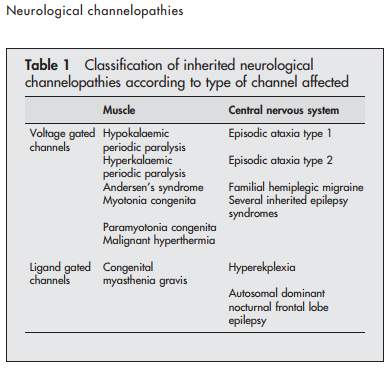 Neurological channelopathies
Table 1 Classification of inherited neurological
channelopathies according to type of channel affected
Muscle Central nervous system
Voltage gated Hypokalaemic Episodic ataxia type 1
channels periodic paralysis
Hyperkalaemic Episodic ataxia type 2
periodic paralysis
Andersen's syndrome Familial hemiplegic migraine
Myotonia congenita Several inherited epilepsy
syndromes
Paramyotonia congenita
Malignant hyperthermia
Ligand gated Congenital Hyperekplexia
channels myasthenia gravis
Autosomal dominant
nocturnal frontal lobe
epilepsy